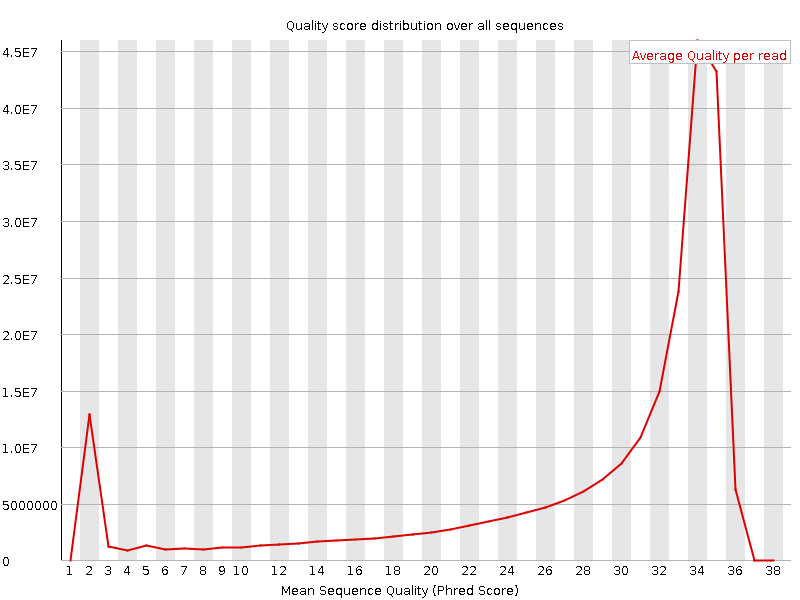 Quality score distribution over all sequences
Average Quality per read
4.5E7
4.0E7
3.5E7
3.0E7
2.5E7
2.0E7
1.5E7
1.0E7
5000000
0
1 2 3 4 5 6 7 8 9 10 12 14 16 18 20 22 24 26 28 30 32 34 36 38
Mean Sequence Quality (Phred Score)